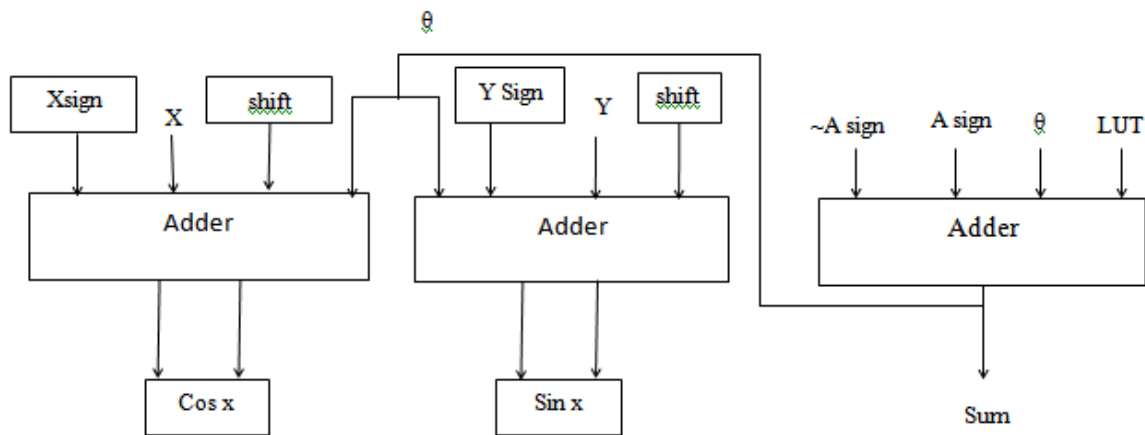 θ
Xsign
X
shift
Y Sign
Y
shift
~A sign
A sign
θ
LUT
Adder
Adder
Adder
Cos x
Sin x
Sum